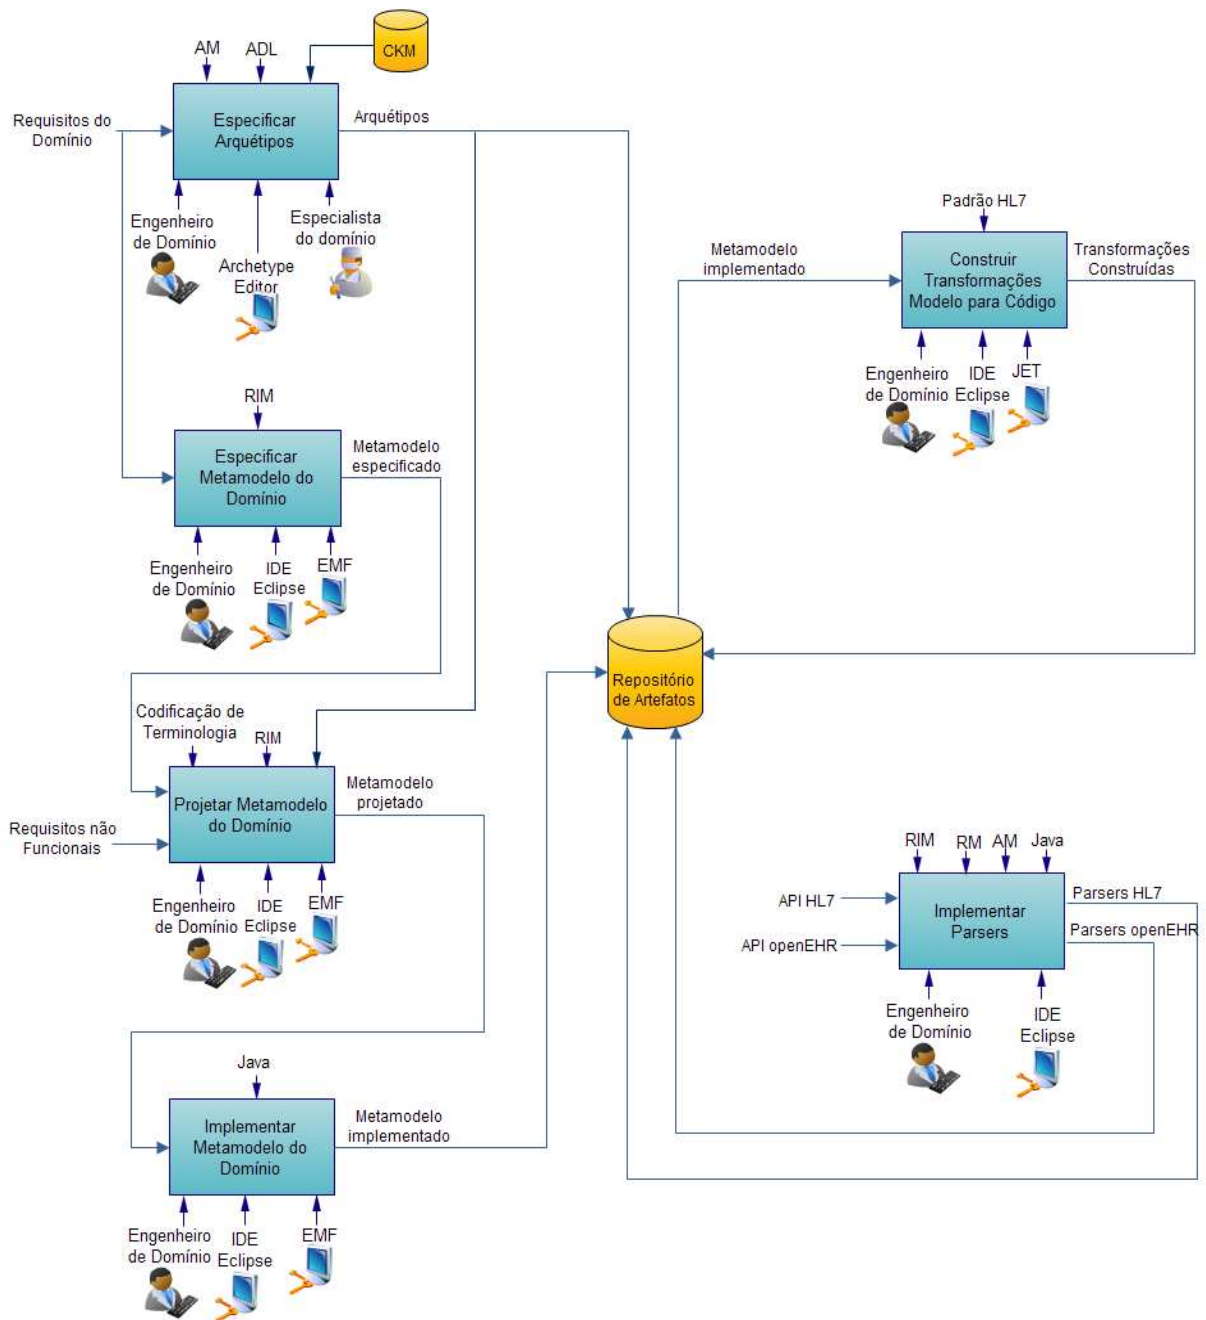 CKM
AM
ADL
Requisitos do
Domínio
Especificar
Arquétipos
Arquétipos
Engenheiro
de Domínio
Archetype
Editor
Especialista
do domínio
RIM
Especificar
Metamodelo do
Domínio
Metamodelo
especificado
Engenheiro
de Domínio
IDE
Eclipse
EMF
Codificação de
Terminologia
RIM
Requisitos não
Funcionais
Projetar Metamodelo
do Domínio
Metamodelo
projetado
Engenheiro
de Domínio
IDE
Eclipse
EMF
Java
Implementar
Metamodelo do
Domínio
Metamodelo
implementado
Engenheiro
de Domínio
IDE
Eclipse
EMF
Repositório
de Artefatos
Padrão HL7
Metamodelo
implementado
Construir
Transformações
Modelo para Código
Transformações
Construídas
Engenheiro
de Domínio
IDE
Eclipse
JET
RIM
RM
AM
Java
API HL7
API openEHR
Implementar
Parsers
Parsers HL7
Parsers openEHR
Engenheiro
de Domínio
IDE
Eclipse